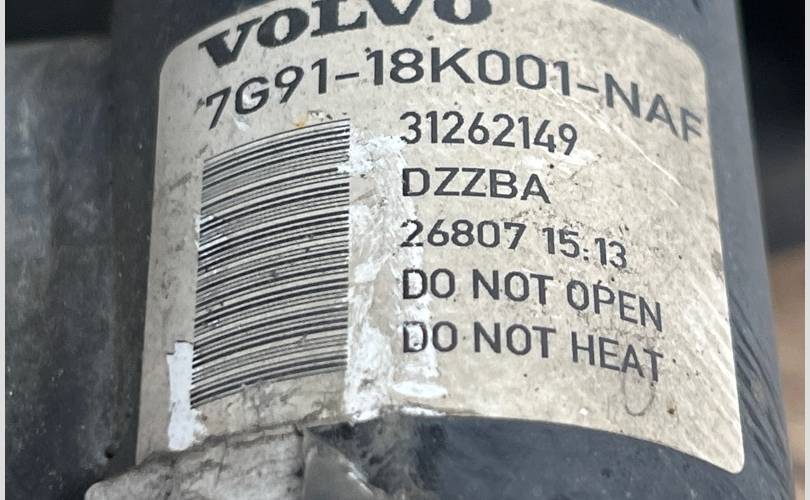 VOLVO
7G91-18K001-NAF
31262149
DZZBA
26807 15:13
DO NOT OPEN
DO NOT HEAT